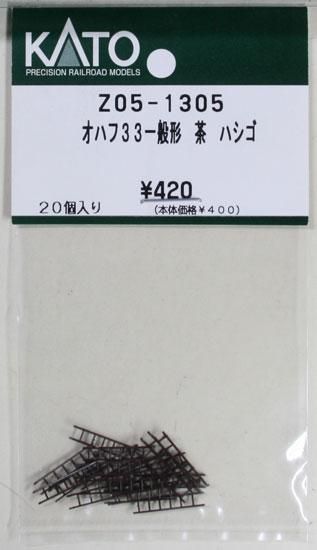 KATO
PRECISION RAILROAD MODELS
Z05-1305
オハフ33一般形 茶 ハシゴ
¥420
20個入り (本体価格¥400)